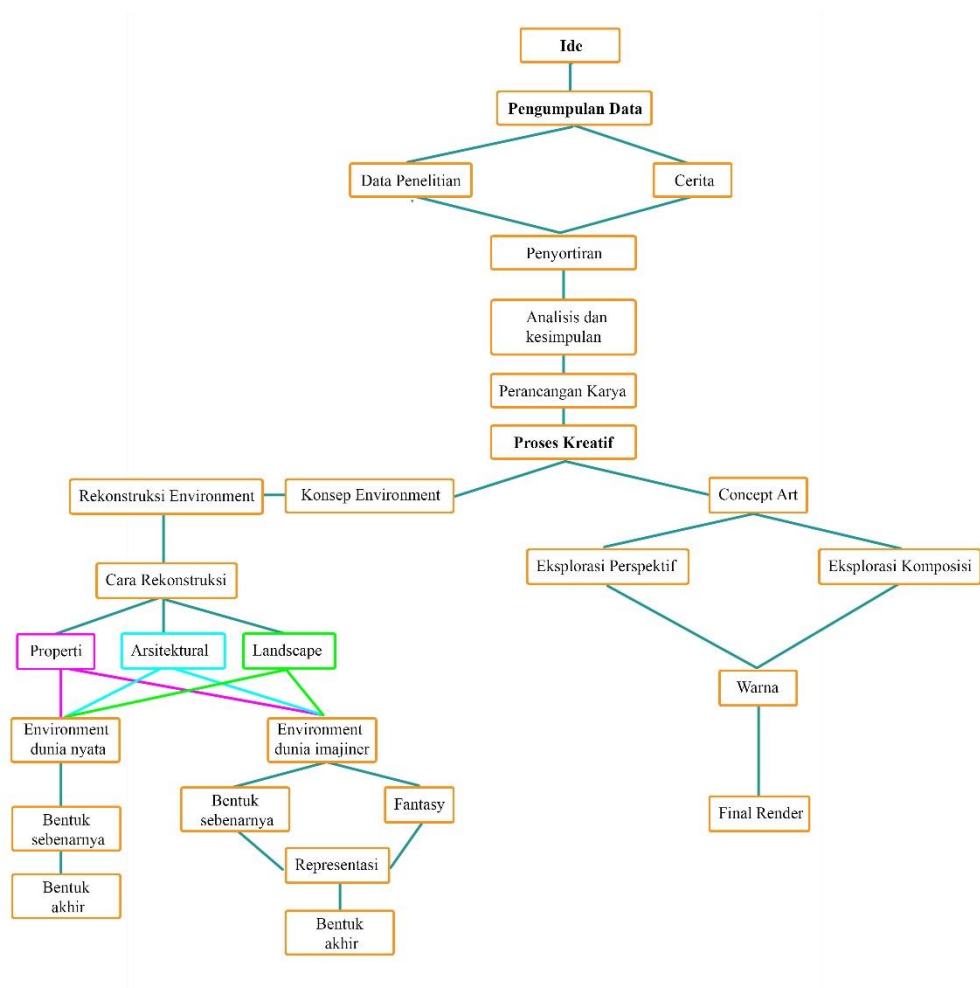 Ide
Pengumpulan Data
Data Penelitian
Cerita
Penyortiran
Analisis dan
kesimpulan
Perancangan Karya
Proses Kreatif
Rekonstruksi Environment
Konsep Environment
Concept Art
Cara Rekonstruksi
Eksplorasi Perspektif
Eksplorasi Komposisi
Properti
Arsitektural
Landscape
Warna
Environment
dunia nyata
Environment
dunia imajiner
Bentuk
sebenarnya
Bentuk
sebenarnya
Fantasy
Final Render
Representasi
Bentuk
akhir
Bentuk
akhir